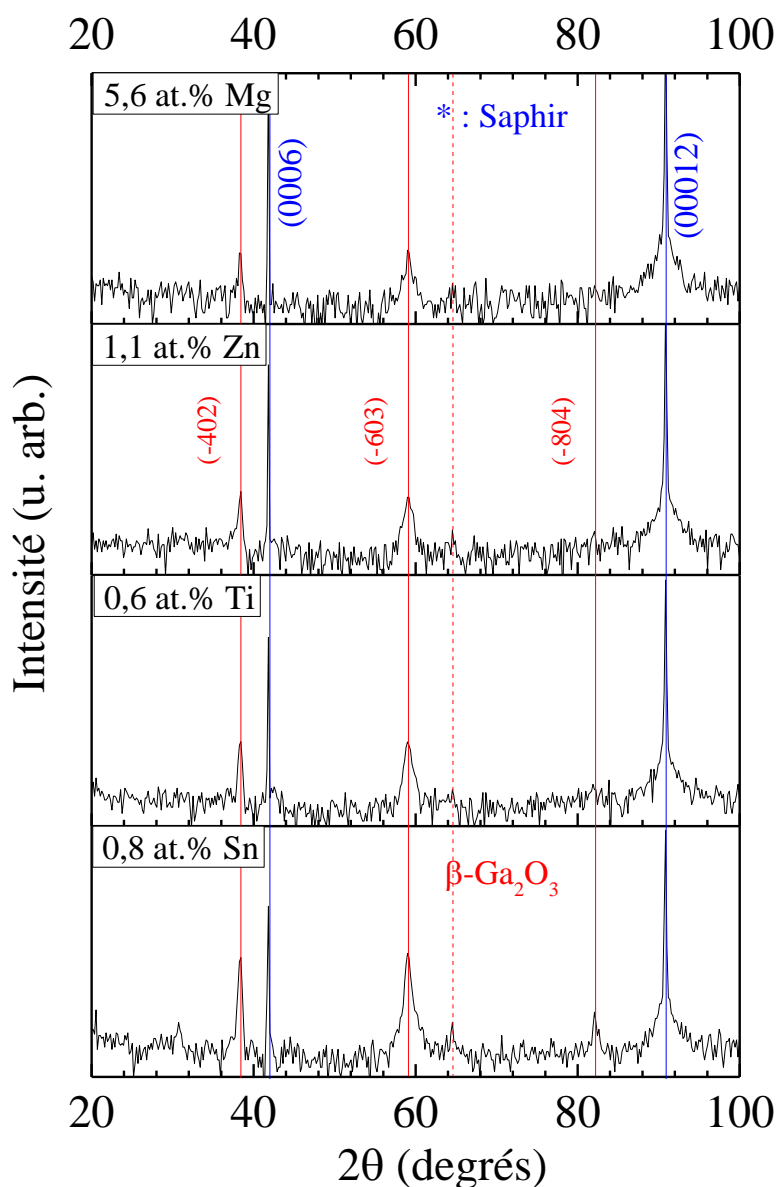 20 40 60 80 100
5,6 at.% Mg
* : Saphir
(0006)
(00012)
1,1 at.% Zn
(-402)
(-603)
(-804)
0,6 at.% Ti
0,8 at.% Sn
β-Ga₂O₃
20 40 60 80 100
2θ (degrés)
Intensité (u. arb.)